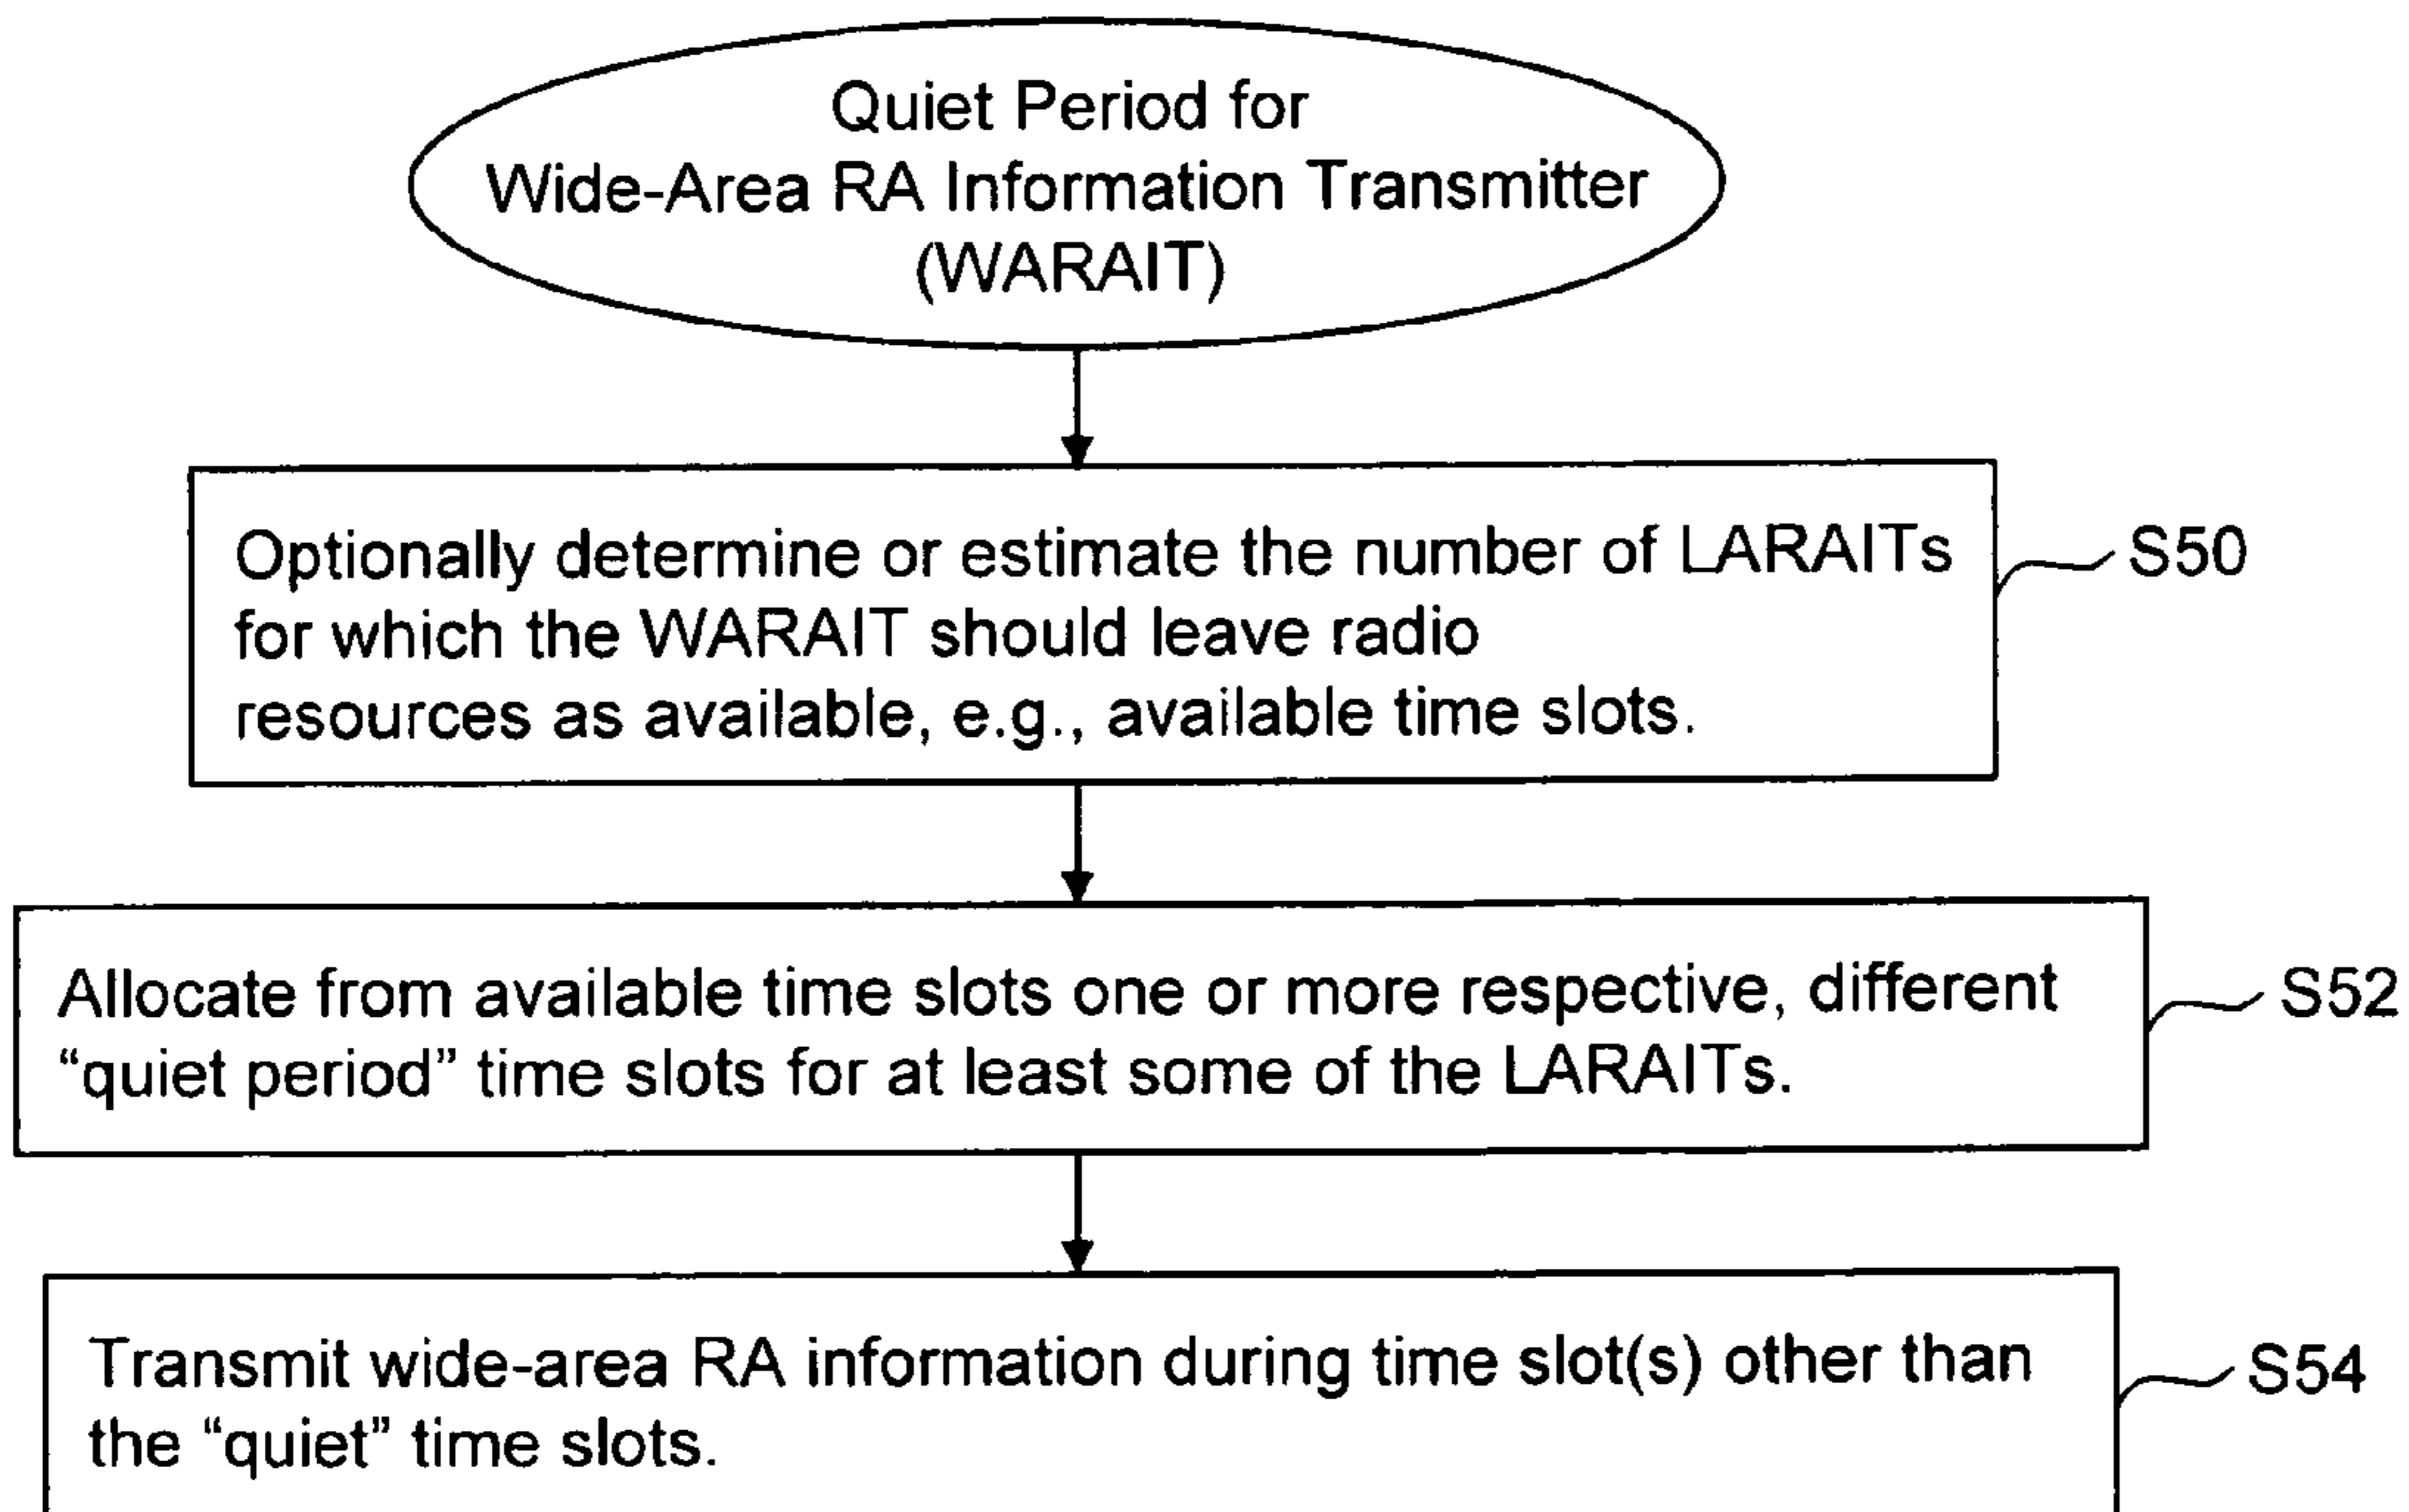 Quiet Period for
Wide-Area RA Information Transmitter
(WARAIT)
Optionally determine or estimate the number of LARAITs
for which the WARAIT should leave radio
resources as available, e.g., available time slots.
S50
Allocate from available time slots one or more respective, different
“quiet period” time slots for at least some of the LARAITs.
S52
Transmit wide-area RA information during time slot(s) other than
the “quiet” time slots.
S54